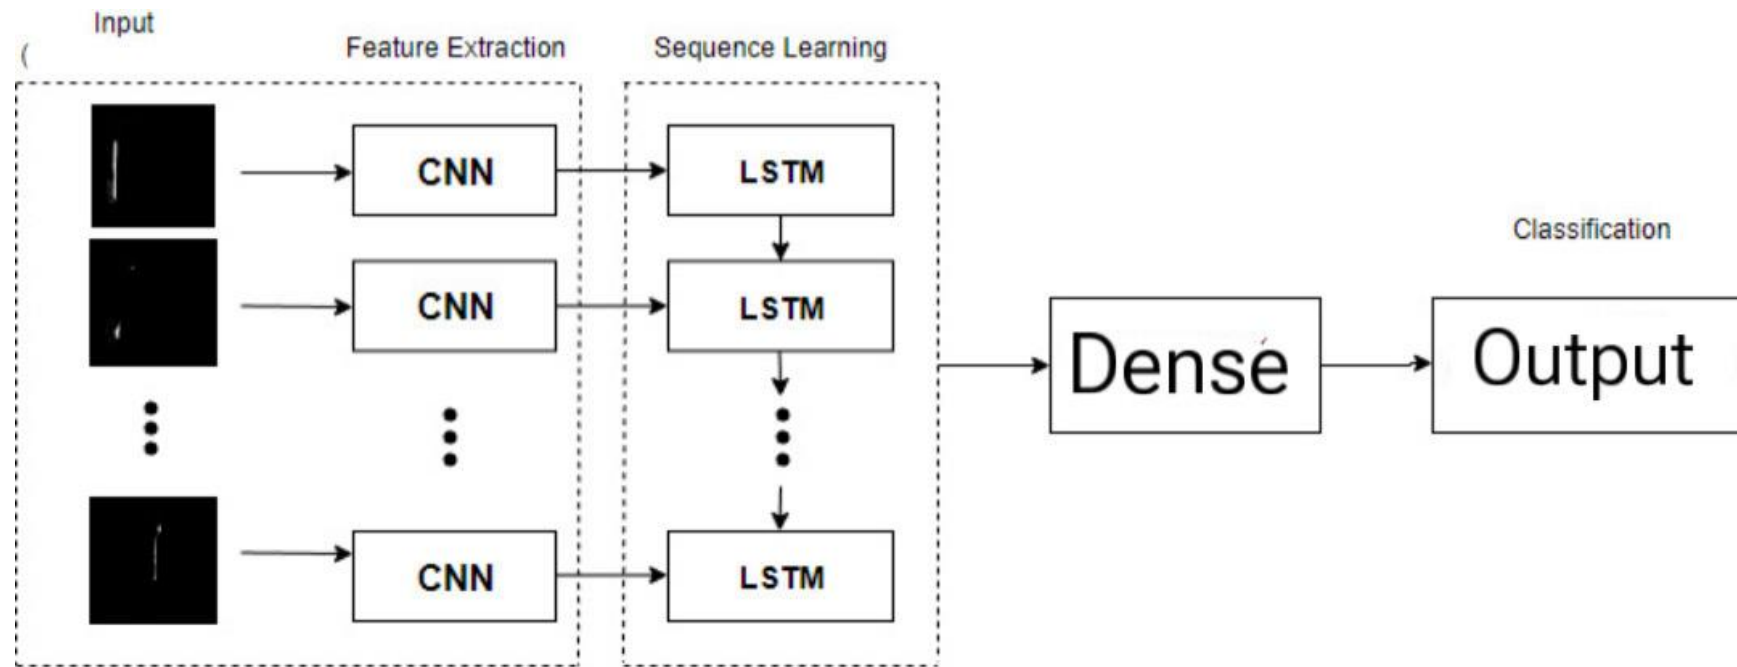 Input
(
Feature Extraction
Sequence Learning
CNN
LSTM
CNN
LSTM
Classification
Dense
Output
CNN
LSTM